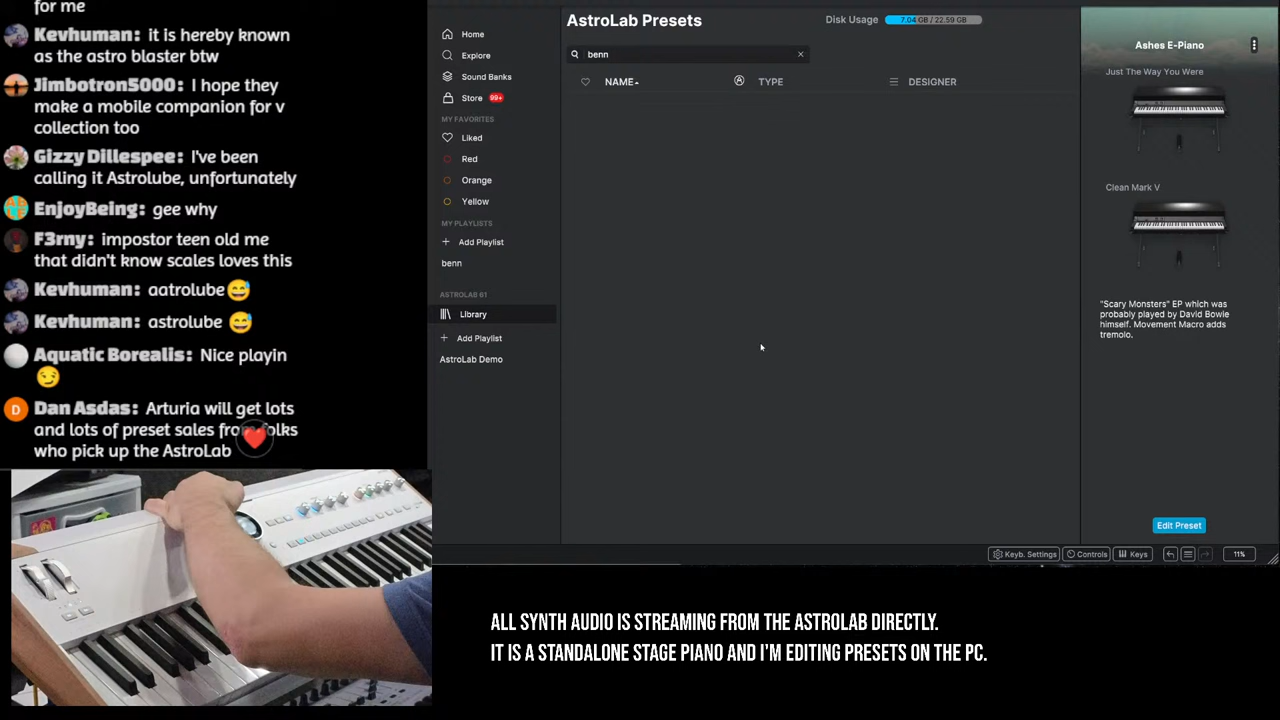 for me
Kevhuman: it is hereby known
as the astro blaster btw
Jimbotron5000: I hope they
make a mobile companion for v
collection too
Gizzy Dillespee: I've been
calling it Astrolube, unfortunately
EnjoyBeing: gee why
F3rny: impostor teen old me
that didn't know scales loves this
Kevhuman: aatrolube😅
Kevhuman: astrolube 😅
Aquatic Borealis: Nice playin
😏
D Dan Asdas: Arturia will get lots
and lots of preset sales from folks
who pick up the AstroLab
Home
Explore
Sound Banks
Store 99+
MY FAVORITES
Liked
Red
Orange
Yellow
MY PLAYLISTS
+ Add Playlist
benn
ASTROLAB 61
Library
+ Add Playlist
AstroLab Demo
AstroLab Presets
Disk Usage 7.04 GB / 22.59 GB
benn
NAME TYPE DESIGNER
Ashes E-Piano
Just The Way You Were
Clean Mark V
"Scary Monsters" EP which was
probably played by David Bowie
himself. Movement Macro adds
tremolo.
Edit Preset
Keyb. Settings Controls Keys 11%
ALL SYNTH AUDIO IS STREAMING FROM THE ASTROLAB DIRECTLY.
IT IS A STANDALONE STAGE PIANO AND I'M EDITING PRESETS ON THE PC.